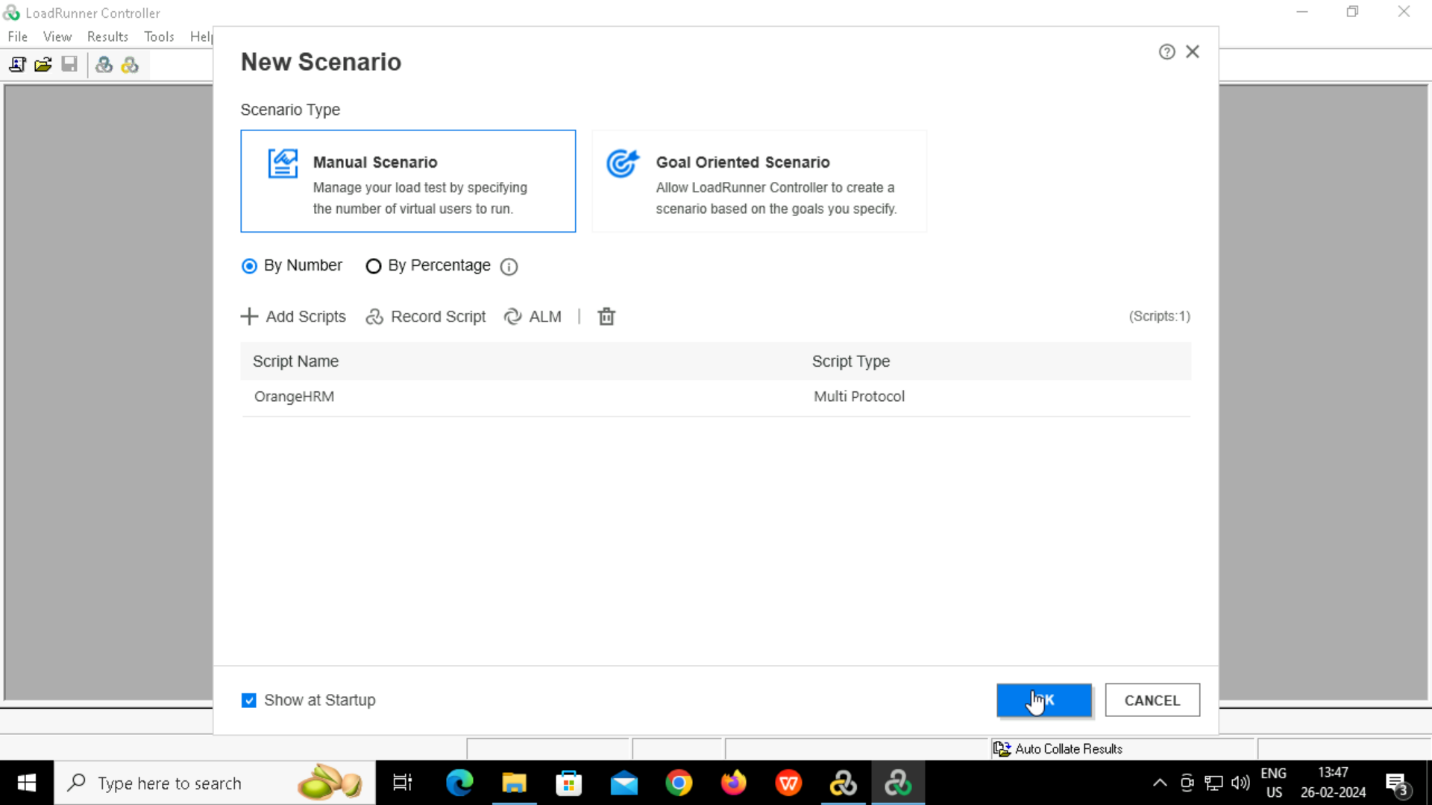 LoadRunner Controller
File View Results Tools Help
New Scenario
Scenario Type
Manual Scenario
Manage your load test by specifying
the number of virtual users to run.
Goal Oriented Scenario
Allow LoadRunner Controller to create a
scenario based on the goals you specify.
By Number By Percentage
Add Scripts Record Script ALM | (Scripts:1)
Script Name Script Type
OrangeHRM Multi Protocol
Show at Startup
OK CANCEL
Auto Collate Results
Type here to search
ENG
US
13:47
26-02-2024
3